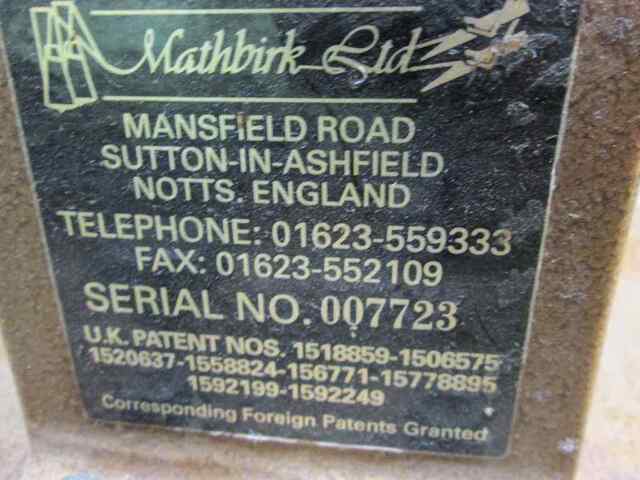 Mathbirk Ltd
MANSFIELD ROAD
SUTTON-IN-ASHFIELD
NOTTS. ENGLAND
TELEPHONE: 01623-559333
FAX: 01623-552109
SERIAL NO. 007723
U.K. PATENT NOS. 1518859-1506575
1520637-1558824-156771-15778895
1592199-1592249
Corresponding Foreign Patents Granted